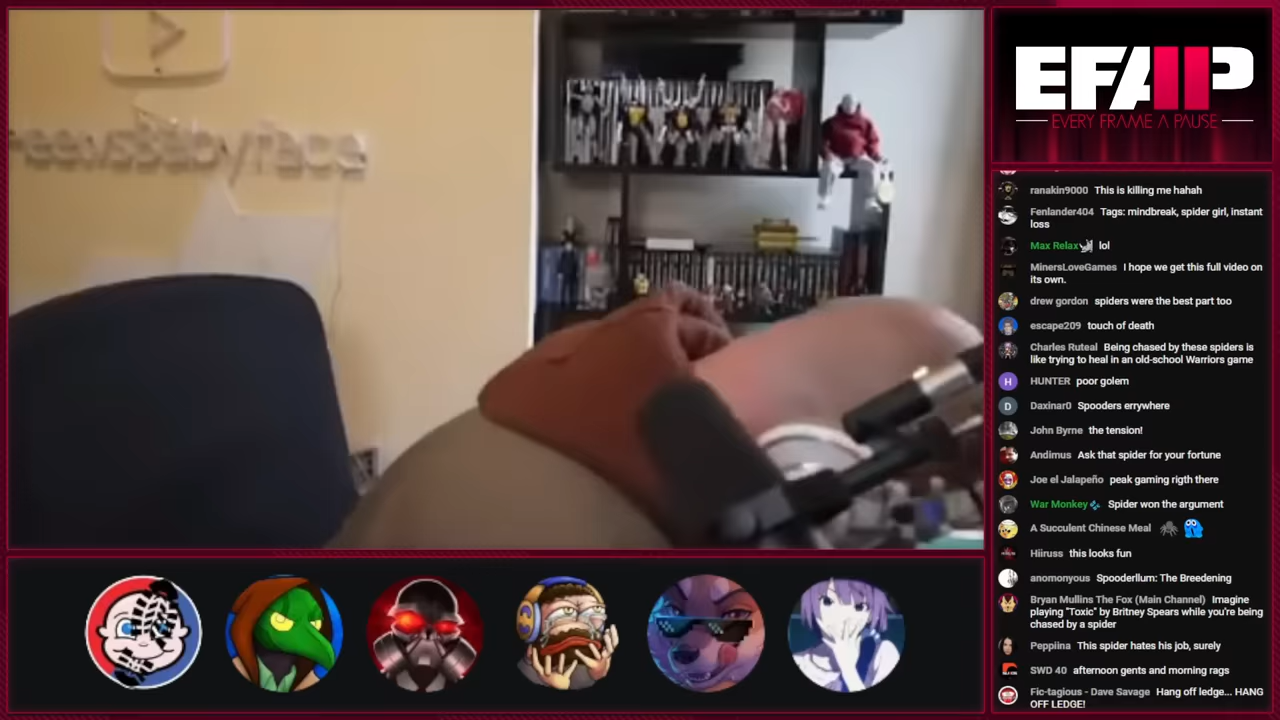 eewsBabyface
EFAP
EVERY FRAME A PAUSE
ranakin9000 This is killing me hahah
Fenlander404 Tags: mindbreak, spider girl, instant
loss
Max Relax lol
MinersLoveGames I hope we get this full video on
its own.
drew gordon spiders were the best part too
escape209 touch of death
Charles Ruteal Being chased by these spiders is
like trying to heal in an old-school Warriors game
H HUNTER poor golem
D Daxinar0 Spooders errywhere
John Byrne the tension!
Andimus Ask that spider for your fortune
Joe el Jalapeño peak gaming rigth there
War Monkey Spider won the argument
A Succulent Chinese Meal
Hiiruss this looks fun
anomonyous Spooderllum: The Breedening
Bryan Mullins The Fox (Main Channel) Imagine
playing "Toxic" by Britney Spears while you're being
chased by a spider
Peppiina This spider hates his job, surely
SWD 40 afternoon gents and morning rags
Fic-tagious - Dave Savage Hang off ledge... HANG
OFF LEDGE!